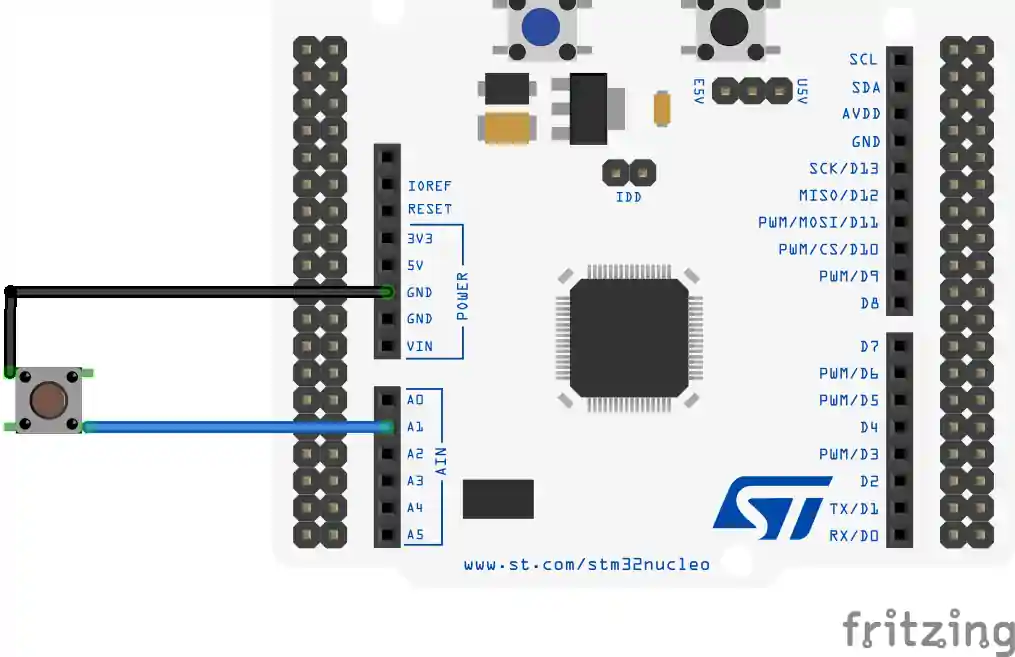 E5V
U5V
IDD
IOREF
RESET
3V3
5V
GND
GND
VIN
POWER
A0
A1
A2
A3
A4
A5
AIN
SCL
SDA
AVDD
GND
SCK/D13
MISO/D12
PWM/MOSI/D11
PWM/CS/D10
PWM/D9
D8
D7
PWM/D6
PWM/D5
D4
PWM/D3
D2
TX/D1
RX/D0
ST
www.st.com/stm32nucleo
fritzing